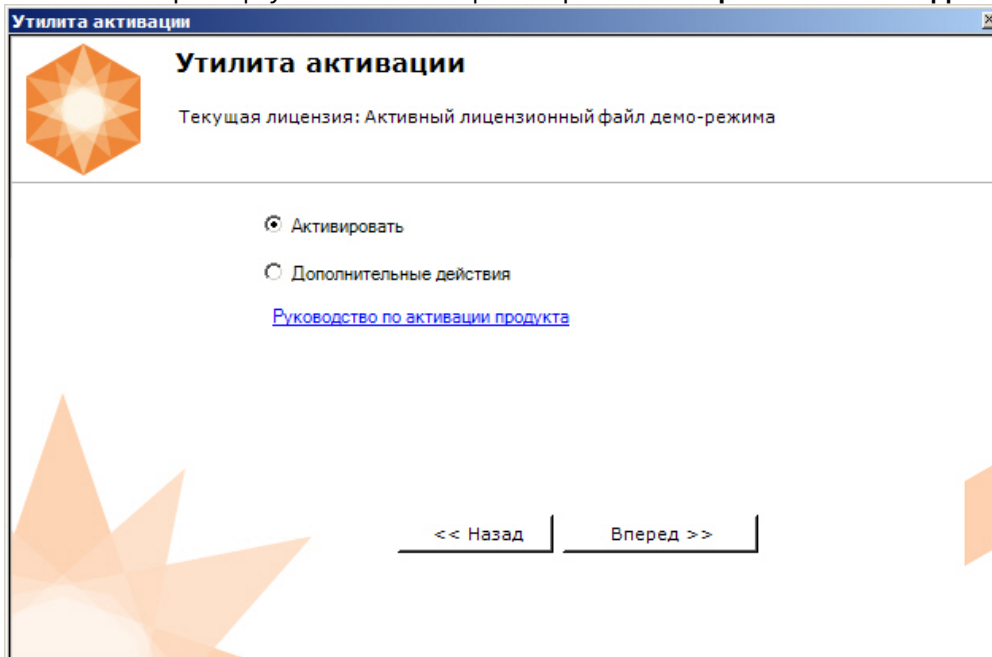 Утилита активации
Утилита активации
Текущая лицензия: Активный лицензионный файл демо-режима
Активировать
Дополнительные действия
Руководство по активации продукта
<< Назад
Вперед >>